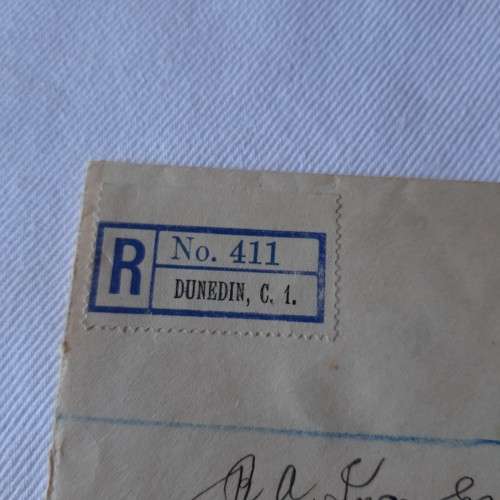 R
No. 411
DUNEDIN, C. 1.